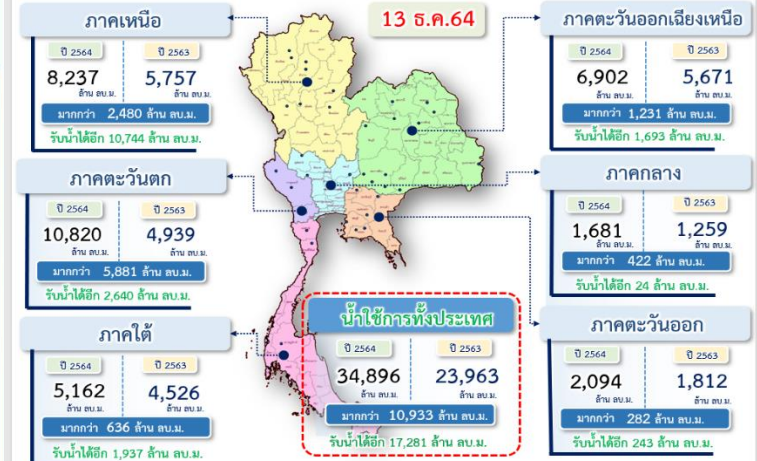 13 ธ.ค.64
ภาคเหนือ
ปี 2564 ปี 2563
8,237 5,757
ล้าน ลบ.ม. ล้าน ลบ.ม.
มากกว่า 2,480 ล้าน ลบ.ม.
รับน้ำได้อีก 10,744 ล้าน ลบ.ม.
ภาคตะวันออกเฉียงเหนือ
ปี 2564 ปี 2563
6,902 5,671
ล้าน ลบ.ม. ล้าน ลบ.ม.
มากกว่า 1,231 ล้าน ลบ.ม.
รับน้ำได้อีก 1,693 ล้าน ลบ.ม.
ภาคตะวันตก
ปี 2564 ปี 2563
10,820 4,939
ล้าน ลบ.ม. ล้าน ลบ.ม.
มากกว่า 5,881 ล้าน ลบ.ม.
รับน้ำได้อีก 2,640 ล้าน ลบ.ม.
ภาคกลาง
ปี 2564 ปี 2563
1,681 1,259
ล้าน ลบ.ม. ล้าน ลบ.ม.
มากกว่า 422 ล้าน ลบ.ม.
รับน้ำได้อีก 24 ล้าน ลบ.ม.
ภาคใต้
ปี 2564 ปี 2563
5,162 4,526
ล้าน ลบ.ม. ล้าน ลบ.ม.
มากกว่า 636 ล้าน ลบ.ม.
รับน้ำได้อีก 1,937 ล้าน ลบ.ม.
น้ำใช้การทั้งประเทศ
ปี 2564 ปี 2563
34,896 23,963
ล้าน ลบ.ม. ล้าน ลบ.ม.
มากกว่า 10,933 ล้าน ลบ.ม.
รับน้ำได้อีก 17,281 ล้าน ลบ.ม.
ภาคตะวันออก
ปี 2564 ปี 2563
2,094 1,812
ล้าน ลบ.ม. ล้าน ลบ.ม.
มากกว่า 282 ล้าน ลบ.ม.
รับน้ำได้อีก 243 ล้าน ลบ.ม.